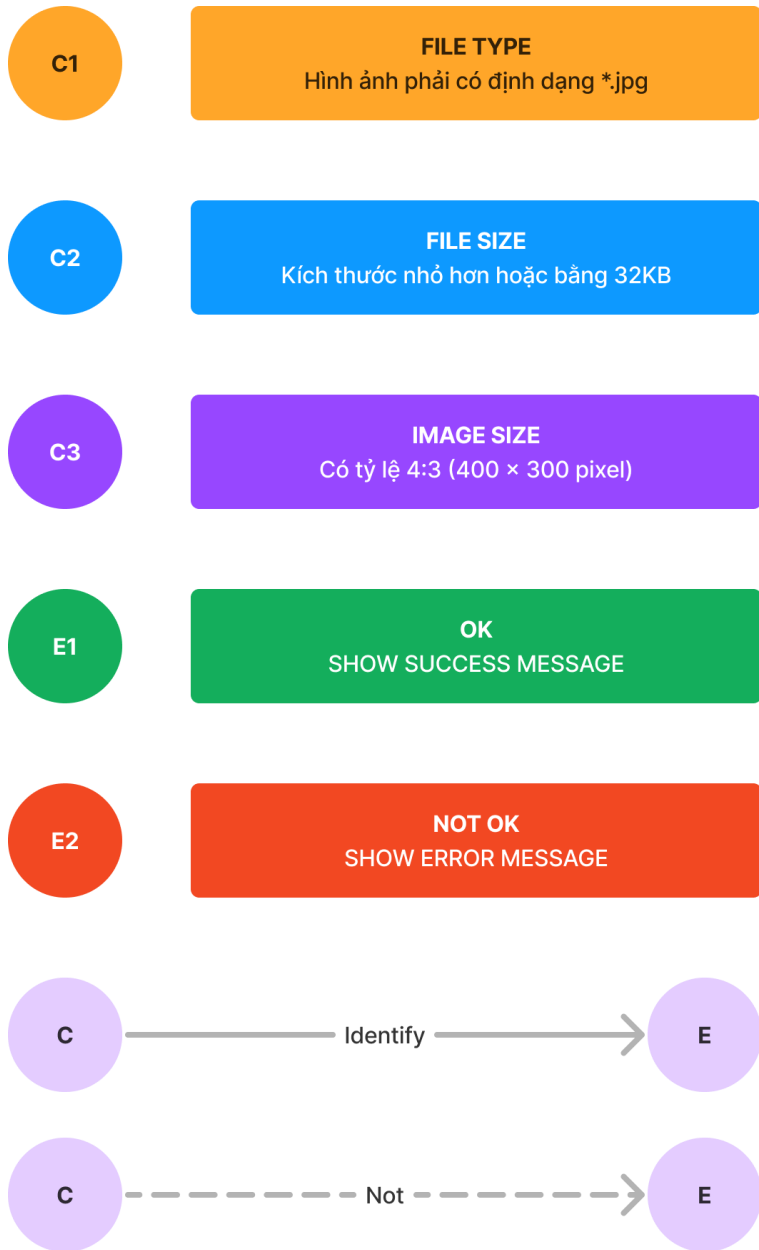 C1
FILE TYPE
Hình ảnh phải có định dạng *.jpg
C2
FILE SIZE
Kích thước nhỏ hơn hoặc bằng 32KB
C3
IMAGE SIZE
Có tỷ lệ 4:3 (400 × 300 pixel)
E1
OK
SHOW SUCCESS MESSAGE
E2
NOT OK
SHOW ERROR MESSAGE
C Identify E
C Not E